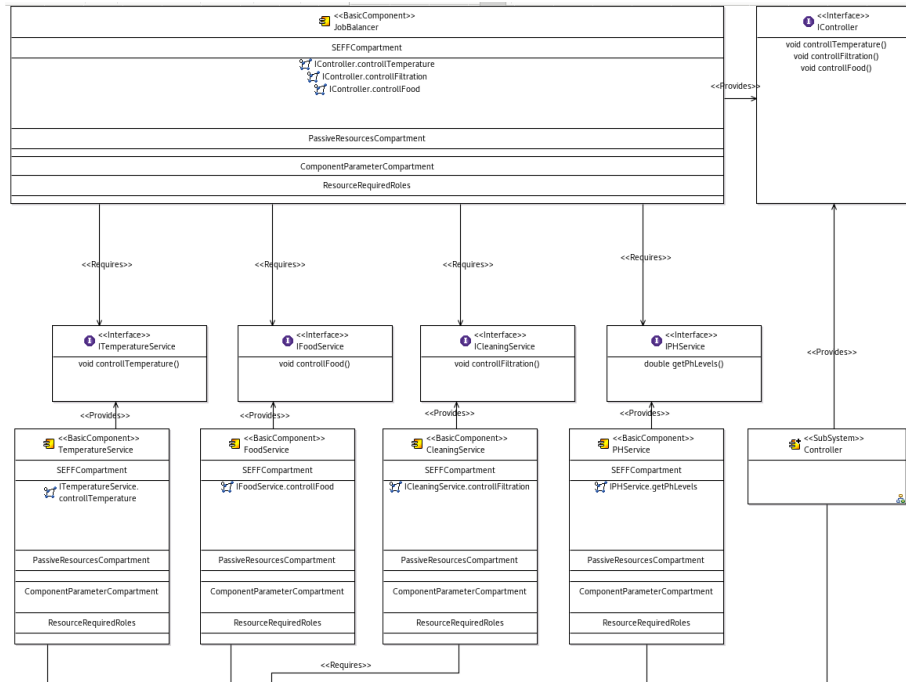 <<BasicComponent>>
JobBalancer
SEFFCompartment
IController.controllTemperature
IController.controllFiltration
IController.controllFood
PassiveResourcesCompartment
ComponentParameterCompartment
ResourceRequiredRoles
<<Provides>>
<<Interface>>
IController
void controllTemperature()
void controllFiltration()
void controllFood()
<<Requires>>
<<Requires>>
<<Requires>>
<<Requires>>
<<Interface>>
ITemperatureService
void controllTemperature()
<<Interface>>
IFoodService
void controllFood()
<<Interface>>
ICleaningService
void controllFiltration()
<<Interface>>
IPHService
double getPhLevels()
<<Provides>>
<<Provides>>
<<Provides>>
<<Provides>>
<<Provides>>
<<BasicComponent>>
TemperatureService
SEFFCompartment
ITemperatureService.
controllTemperature
PassiveResourcesCompartment
ComponentParameterCompartment
ResourceRequiredRoles
<<BasicComponent>>
FoodService
SEFFCompartment
IFoodService.controllFood
PassiveResourcesCompartment
ComponentParameterCompartment
ResourceRequiredRoles
<<BasicComponent>>
CleaningService
SEFFCompartment
ICleaningService.controllFiltration
PassiveResourcesCompartment
ComponentParameterCompartment
ResourceRequiredRoles
<<BasicComponent>>
PHService
SEFFCompartment
IPHService.getPhLevels
PassiveResourcesCompartment
ComponentParameterCompartment
ResourceRequiredRoles
<<SubSystem>>
Controller
<<Requires>>